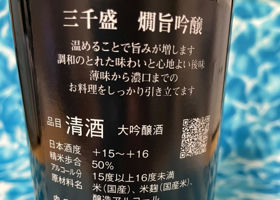 三千盛 燗旨吟醸
温めることで旨みが増します
調和のとれた味わいと心地よい後味
薄味から濃口までの
お料理をしっかり引き立てます
品目 清酒 大吟醸酒
日本酒度 +15~+16
精米歩合 50%
アルコール分 15度以上16度未満
原材料名 米(国産)、米麹(国産米)、
醸造アルコール